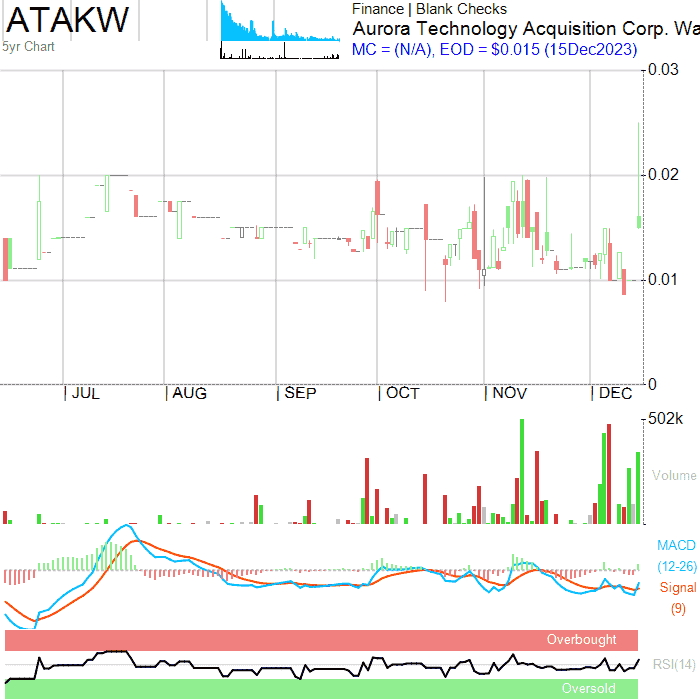 ATAKW
5yr Chart
Finance | Blank Checks
Aurora Technology Acquisition Corp. Wa
MC = (N/A), EOD = $0.015 (15Dec2023)
0.03
0.02
0.01
0
JUL
AUG
SEP
OCT
NOV
DEC
502k
Volume
MACD
(12-26)
Signal
(9)
Overbought
RSI(14)
Oversold